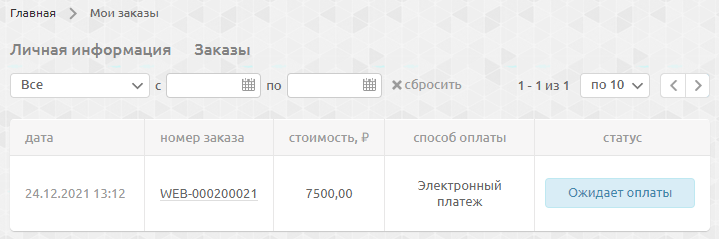 Главная > Мои заказы
Личная информация Заказы
Все с по сбросить 1 - 1 из 1 по 10
дата номер заказа стоимость, ₽ способ оплаты статус
24.12.2021 13:12 WEB-000200021 7500,00 Электронный платеж Ожидает оплаты